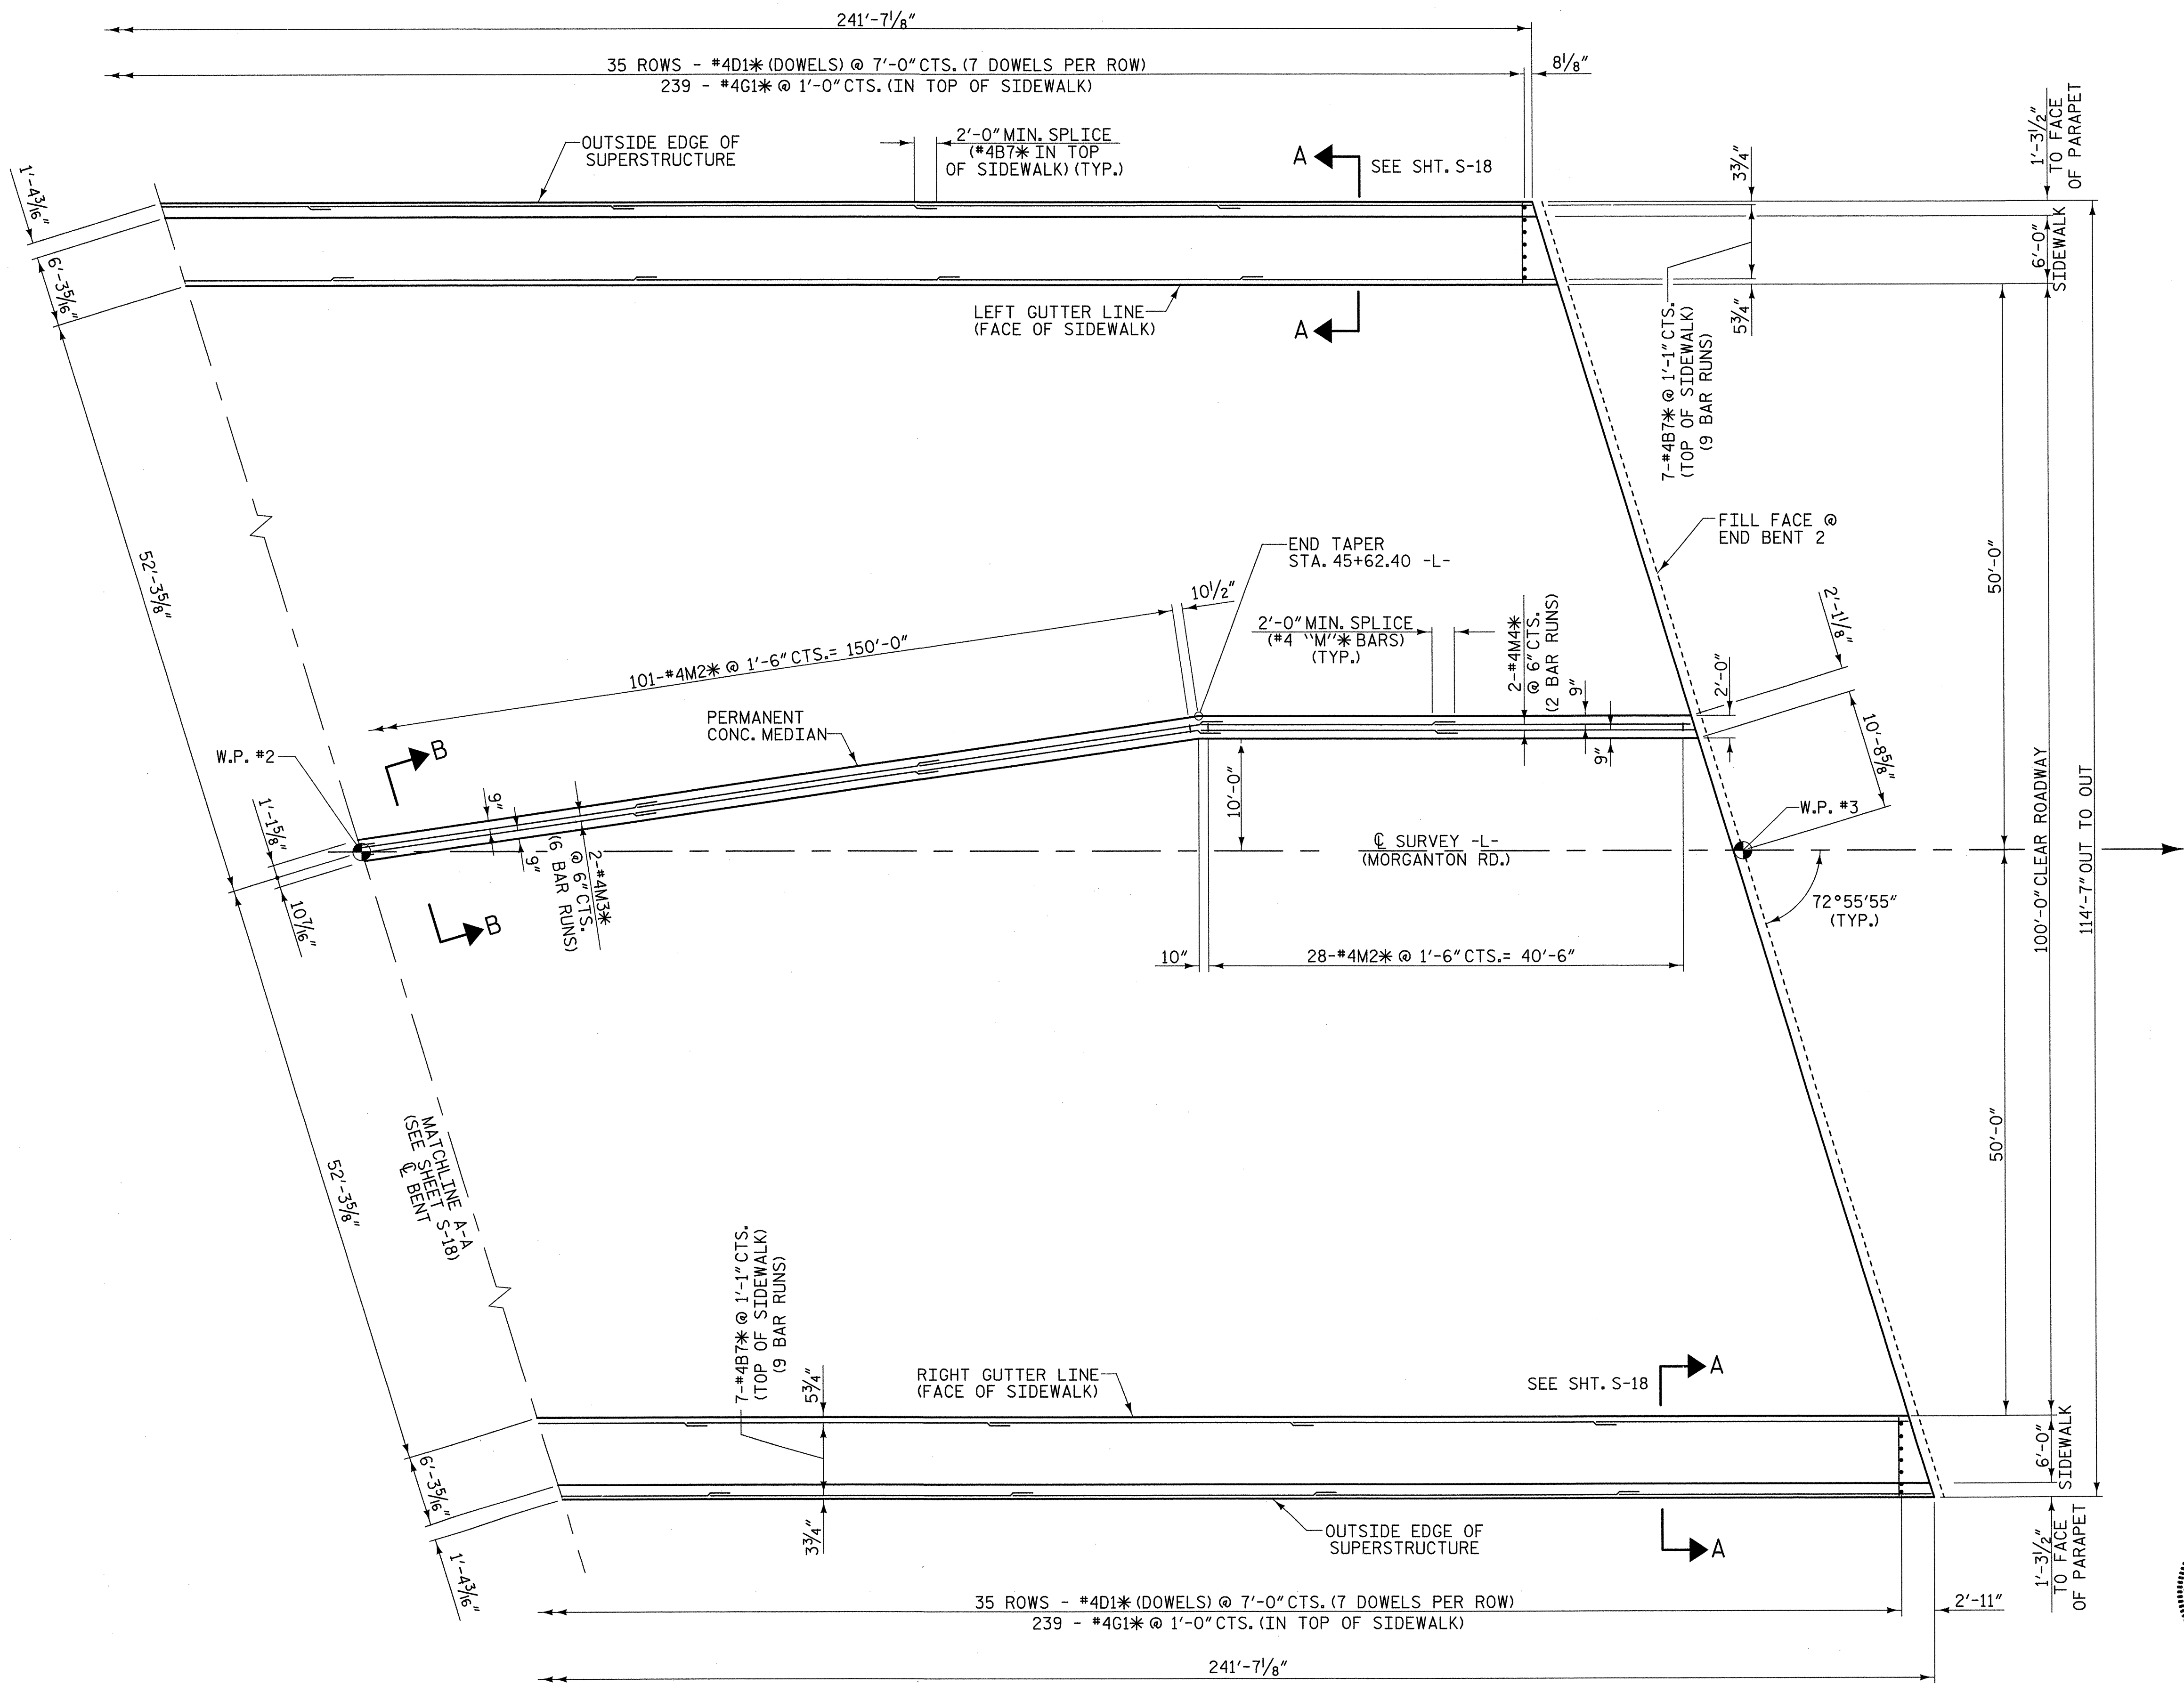 241'-7 1/8"
35 ROWS - #4D1* (DOWELS) @ 7'-0" CTS. (7 DOWELS PER ROW)
239 - #4G1* @ 1'-0" CTS. (IN TOP OF SIDEWALK)
8 1/8"
OUTSIDE EDGE OF
SUPERSTRUCTURE
2'-0" MIN. SPLICE
(#4B7* IN TOP
OF SIDEWALK) (TYP.)
A
SEE SHT. S-18
3 3/4"
1'-3 1/2"
TO FACE
OF PARAPET
1'-4 3/16"
6'-3 5/16"
6'-0"
SIDEWALK
LEFT GUTTER LINE
(FACE OF SIDEWALK)
A
5 3/4"
7-#4B7* @ 1'-1" CTS.
(TOP OF SIDEWALK)
(9 BAR RUNS)
52'-3 5/8"
FILL FACE @
END BENT 2
END TAPER
STA. 45+62.40 -L-
50'-0"
10 1/2"
2'-0" MIN. SPLICE
(#4 "M"* BARS)
(TYP.)
2-#4M4*
@ 6" CTS.
(2 BAR RUNS)
9"
9"
2'-0"
2'-1 1/8"
10'-8 5/8"
101-#4M2* @ 1'-6" CTS.= 150'-0"
PERMANENT
CONC. MEDIAN
W.P. #2
B
1'-1 5/8"
10 7/16"
9"
9"
2-#4M3*
@ 6" CTS.
(6 BAR RUNS)
B
10'-0"
℄ SURVEY -L-
(MORGANTON RD.)
W.P. #3
72°55'55"
(TYP.)
100'-0" CLEAR ROADWAY
114'-7" OUT TO OUT
10"
28-#4M2* @ 1'-6" CTS.= 40'-6"
MATCHLINE A-A
(SEE SHEET S-18)
℄ BENT
52'-3 5/8"
50'-0"
7-#4B7* @ 1'-1" CTS.
(TOP OF SIDEWALK)
(9 BAR RUNS)
5 3/4"
RIGHT GUTTER LINE
(FACE OF SIDEWALK)
SEE SHT. S-18
A
6'-0"
SIDEWALK
6'-3 5/16"
1'-4 3/16"
3 3/4"
OUTSIDE EDGE OF
SUPERSTRUCTURE
A
1'-3 1/2"
TO FACE
OF PARAPET
35 ROWS - #4D1* (DOWELS) @ 7'-0" CTS. (7 DOWELS PER ROW)
239 - #4G1* @ 1'-0" CTS. (IN TOP OF SIDEWALK)
2'-11"
241'-7 1/8"